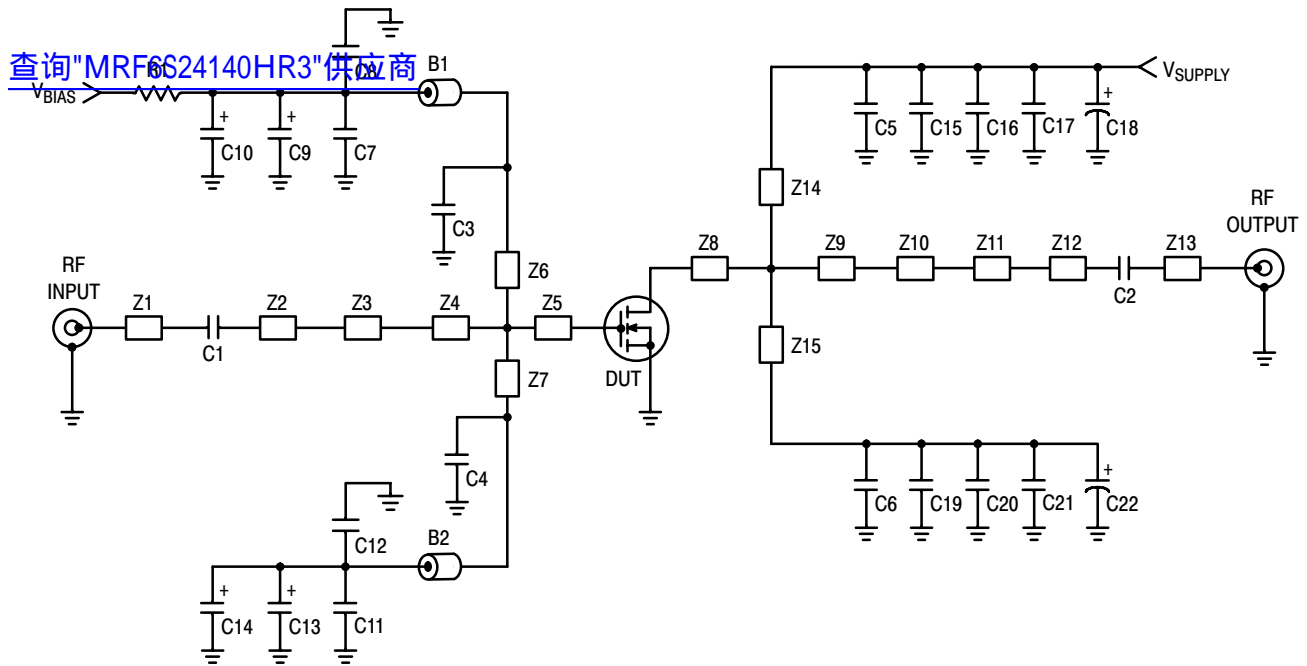 查询"MRF6S24140HR3"供应商
B1
R1
C8
V_BIAS
V_SUPPLY
+
+
+
C10
C9
C7
C5
C15
C16
C17
C18
C3
Z14
RF
OUTPUT
Z6
Z8
Z9
Z10
Z11
Z12
Z13
RF
INPUT
C2
Z1
Z2
Z3
Z4
Z5
C1
Z15
Z7
DUT
C4
+
C6
C19
C20
C21
C22
C12
B2
+
+
C14
C13
C11